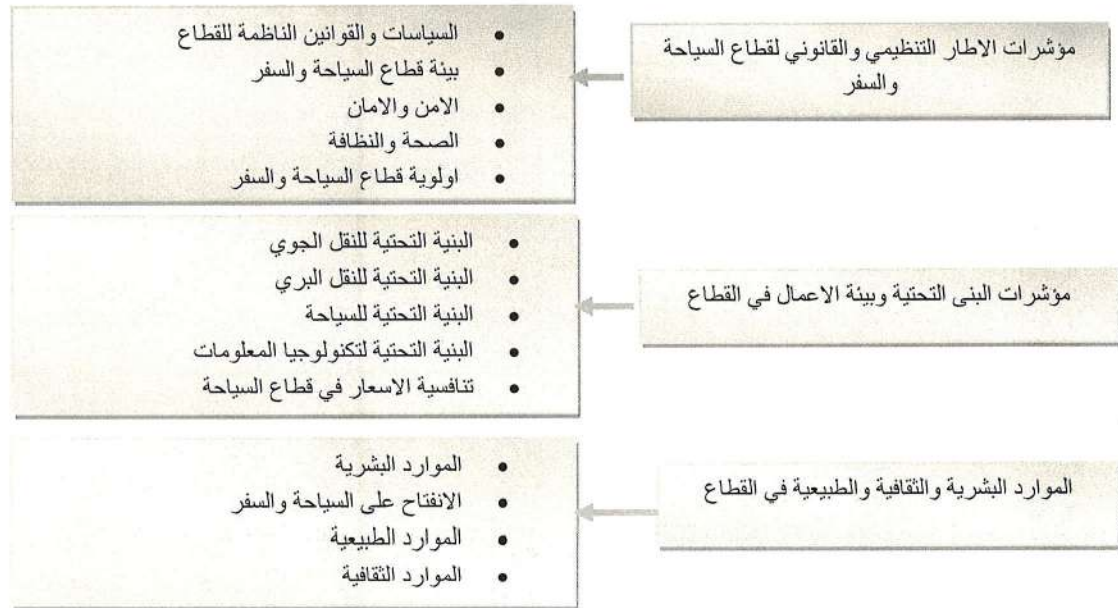 مؤشرات الاطار التنظيمي والقانوني لقطاع السياحة
والسفر
• السياسات والقوانين الناظمة للقطاع
• بيئة قطاع السياحة والسفر
• الامن والامان
• الصحة والنظافة
• اولوية قطاع السياحة والسفر
مؤشرات البنى التحتية وبيئة الاعمال في القطاع
• البنية التحتية للنقل الجوي
• البنية التحتية للنقل البري
• البنية التحتية للسياحة
• البنية التحتية لتكنولوجيا المعلومات
• تنافسية الاسعار في قطاع السياحة
الموارد البشرية والثقافية والطبيعية في القطاع
• الموارد البشرية
• الانفتاح على السياحة والسفر
• الموارد الطبيعية
• الموارد الثقافية